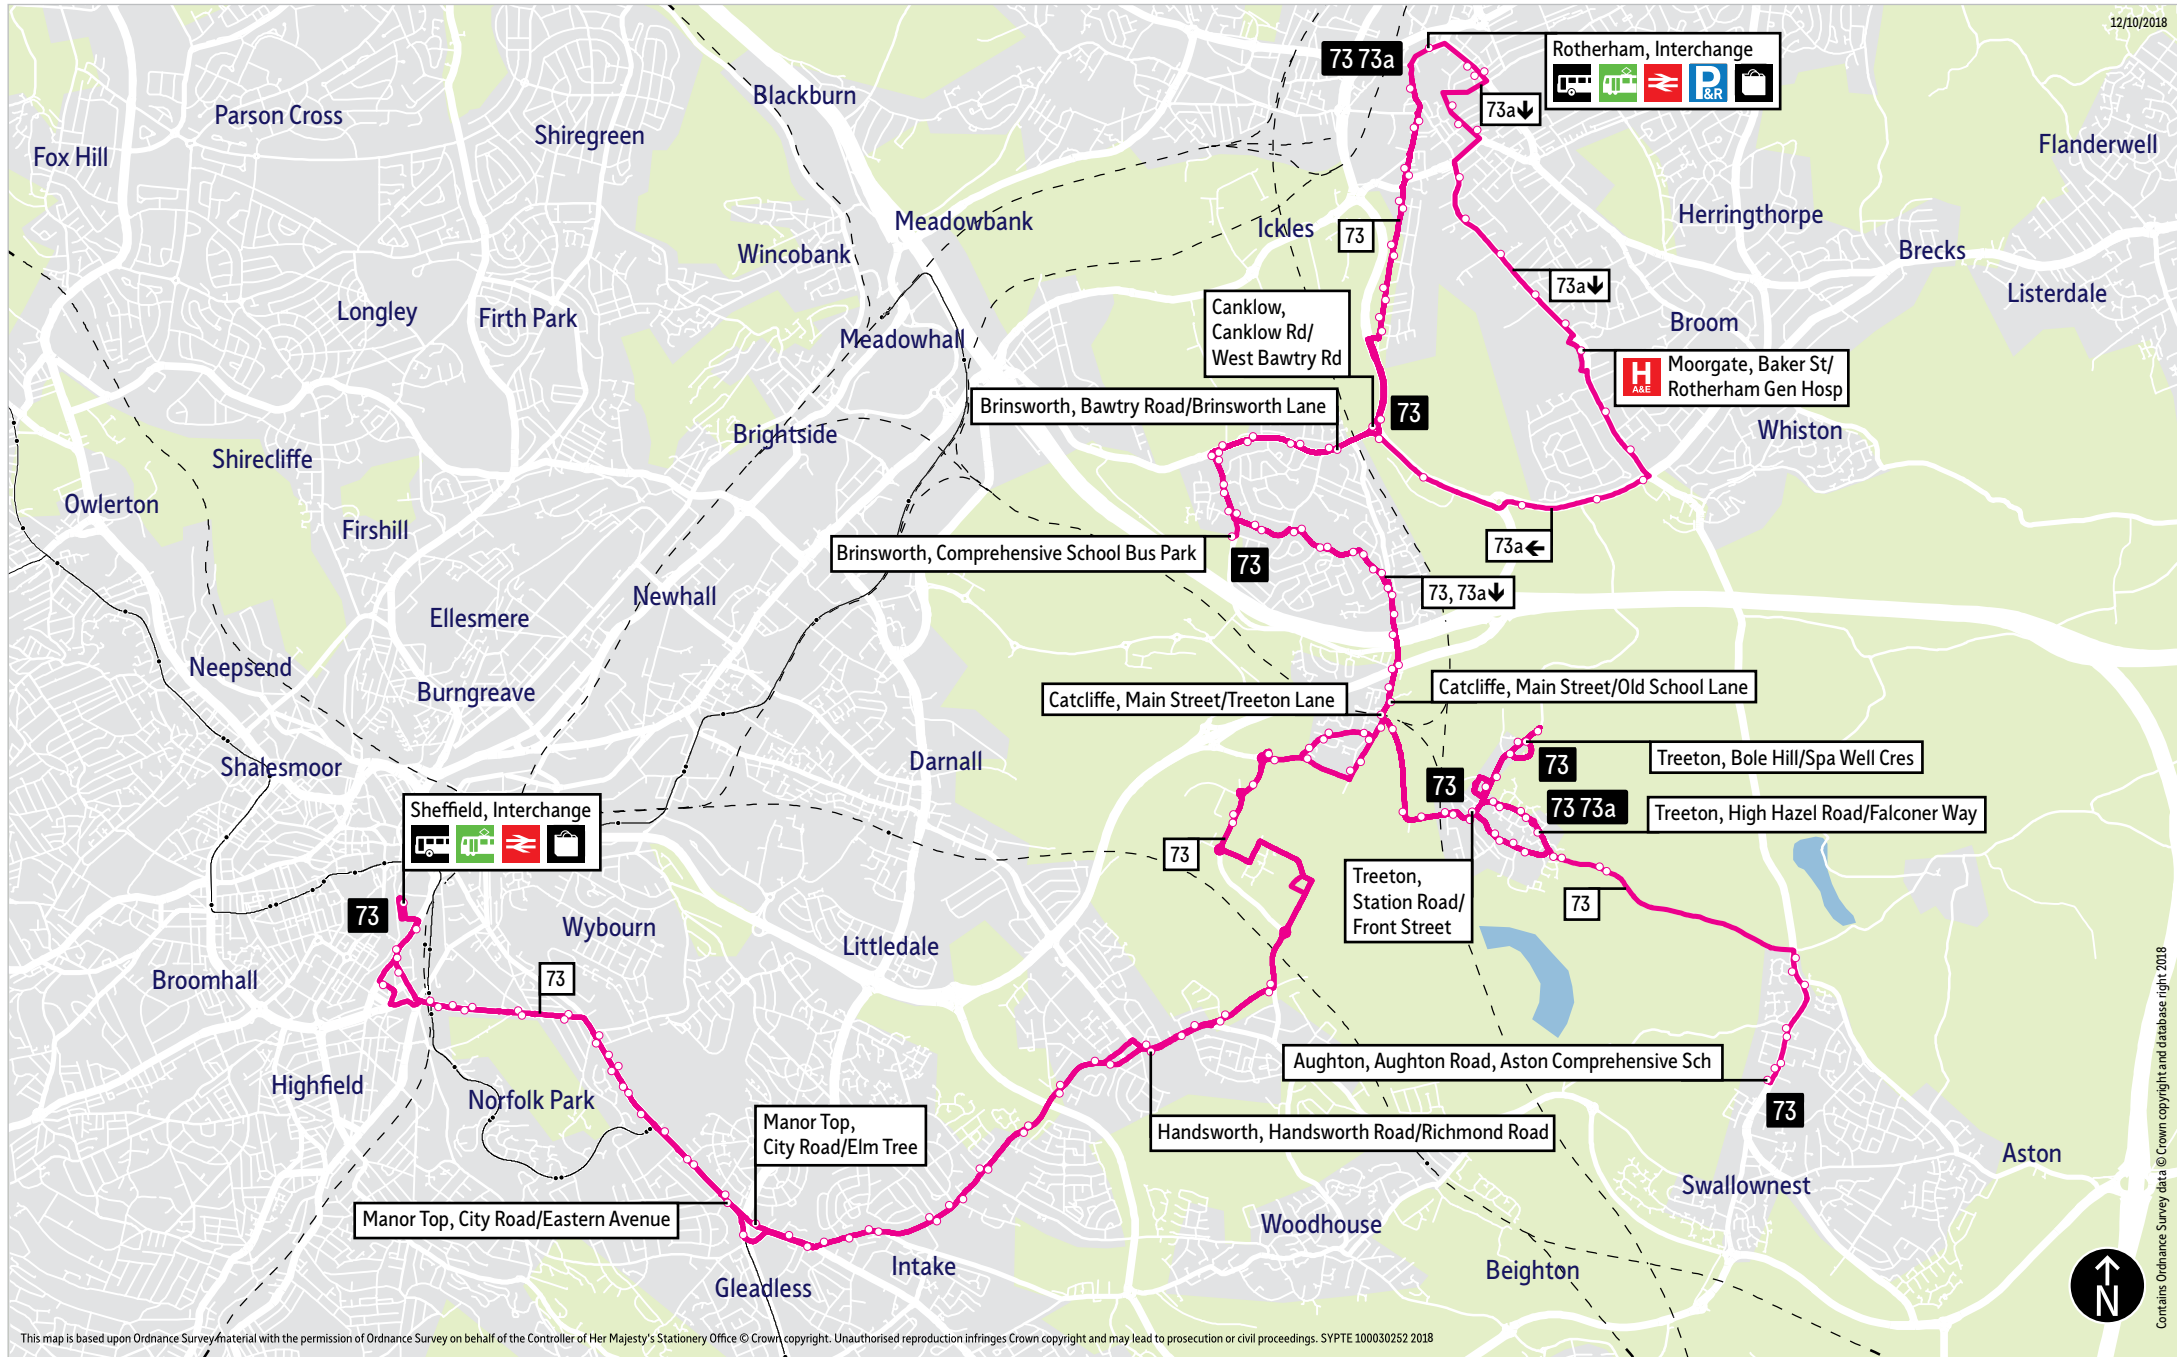 12/10/2018
73 73a
Rotherham, Interchange
P
&R
Blackburn
Parson Cross
Shiregreen
Fox Hill
73a
Flanderwell
Meadowbank
Ickles
73
Herringthorpe
Brecks
Wincobank
73a
Listerdale
Longley
Firth Park
Meadowhall
Canklow,
Canklow Rd/
West Bawtry Rd
Broom
H
A&E
Moorgate, Baker St/
Rotherham Gen Hosp
Brinsworth, Bawtry Road/Brinsworth Lane
73
Whiston
Brightside
Shirecliffe
Owlerton
Firshill
Brinsworth, Comprehensive School Bus Park
73
73a
73, 73a
Newhall
Ellesmere
Neepsend
Burngreave
Catcliffe, Main Street/Treeton Lane
Catcliffe, Main Street/Old School Lane
Darnall
Shalesmoor
Treeton, Bole Hill/Spa Well Cres
73
73
73 73a
Treeton, High Hazel Road/Falconer Way
Sheffield, Interchange
73
Treeton,
Station Road/
Front Street
73
73
Wybourn
Littledale
Broomhall
73
Highfield
Norfolk Park
Aughton, Aughton Road, Aston Comprehensive Sch
73
Manor Top,
City Road/Elm Tree
Handsworth, Handsworth Road/Richmond Road
Aston
Swallownest
Manor Top, City Road/Eastern Avenue
Woodhouse
Intake
Gleadless
Beighton
N
This map is based upon Ordnance Survey material with the permission of Ordnance Survey on behalf of the Controller of Her Majesty's Stationery Office © Crown copyright. Unauthorised reproduction infringes Crown copyright and may lead to prosecution or civil proceedings. SYPTE 100030252 2018
Contains Ordnance Survey data © Crown copyright and database right 2018